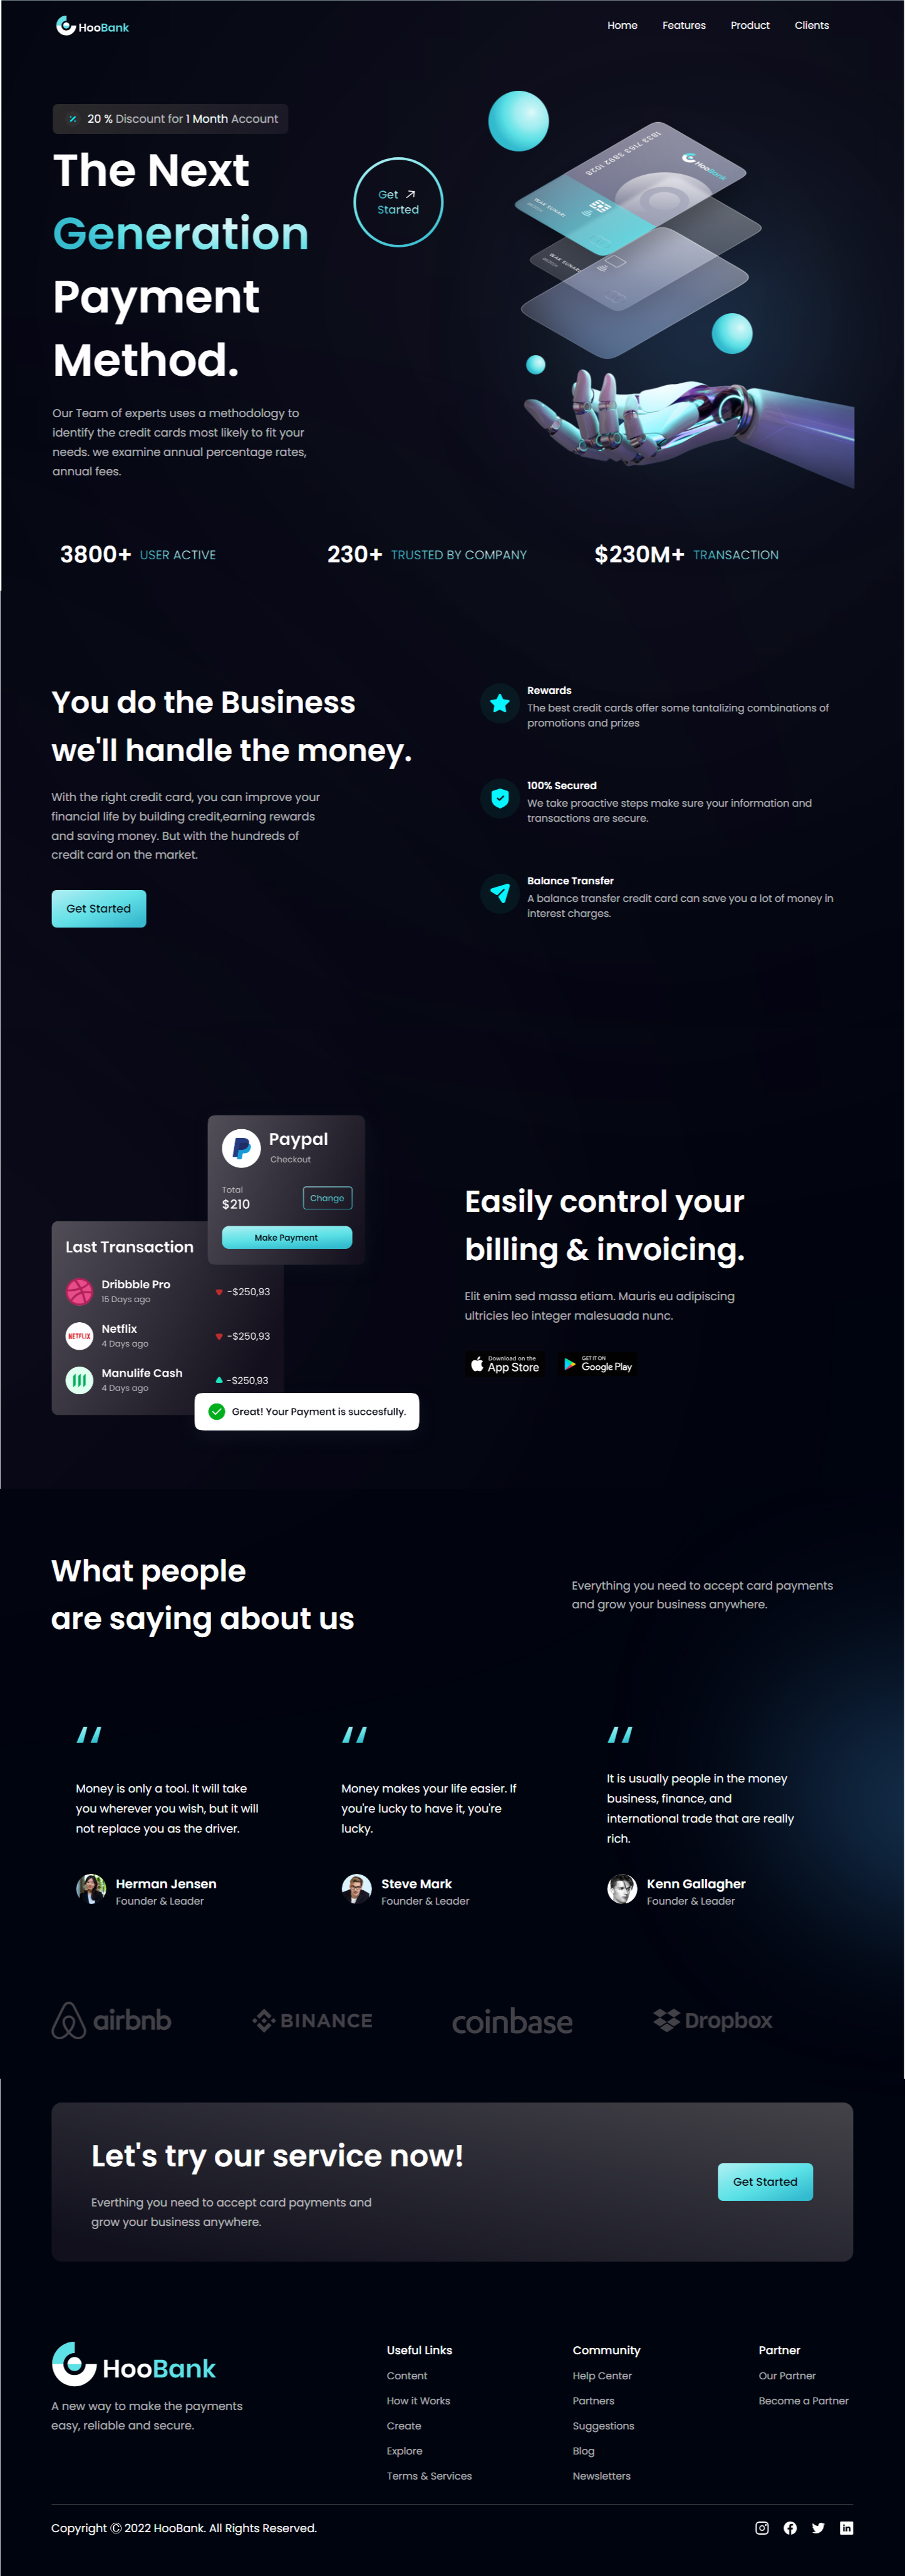 HooBank
Home Features Product Clients
20 % Discount for 1 Month Account
The Next
Generation
Payment
Method.
Get
Started
Our Team of experts uses a methodology to
identify the credit cards most likely to fit your
needs. we examine annual percentage rates,
annual fees.
1833 7163 3892 1028
HooBank
3800+ USER ACTIVE
230+ TRUSTED BY COMPANY
$230M+ TRANSACTION
You do the Business
we'll handle the money.
With the right credit card, you can improve your
financial life by building credit,earning rewards
and saving money. But with the hundreds of
credit card on the market.
Get Started
Rewards
The best credit cards offer some tantalizing combinations of
promotions and prizes
100% Secured
We take proactive steps make sure your information and
transactions are secure.
Balance Transfer
A balance transfer credit card can save you a lot of money in
interest charges.
Paypal
Checkout
Total
$210
Change
Make Payment
Last Transaction
Dribbble Pro
15 Days ago
-$250,93
NETFLIX
Netflix
4 Days ago
-$250,93
Manulife Cash
4 Days ago
-$250,93
Great! Your Payment is succesfully.
Easily control your
billing & invoicing.
Elit enim sed massa etiam. Mauris eu adipiscing
ultricies leo integer malesuada nunc.
Download on the
App Store
GET IT ON
Google Play
What people
are saying about us
Everything you need to accept card payments
and grow your business anywhere.
Money is only a tool. It will take
you wherever you wish, but it will
not replace you as the driver.
Herman Jensen
Founder & Leader
Money makes your life easier. If
you're lucky to have it, you're
lucky.
Steve Mark
Founder & Leader
It is usually people in the money
business, finance, and
international trade that are really
rich.
Kenn Gallagher
Founder & Leader
airbnb
BINANCE
coinbase
Dropbox
Let's try our service now!
Everthing you need to accept card payments and
grow your business anywhere.
Get Started
HooBank
A new way to make the payments
easy, reliable and secure.
Useful Links
Content
How it Works
Create
Explore
Terms & Services
Community
Help Center
Partners
Suggestions
Blog
Newsletters
Partner
Our Partner
Become a Partner
Copyright Ⓒ 2022 HooBank. All Rights Reserved.